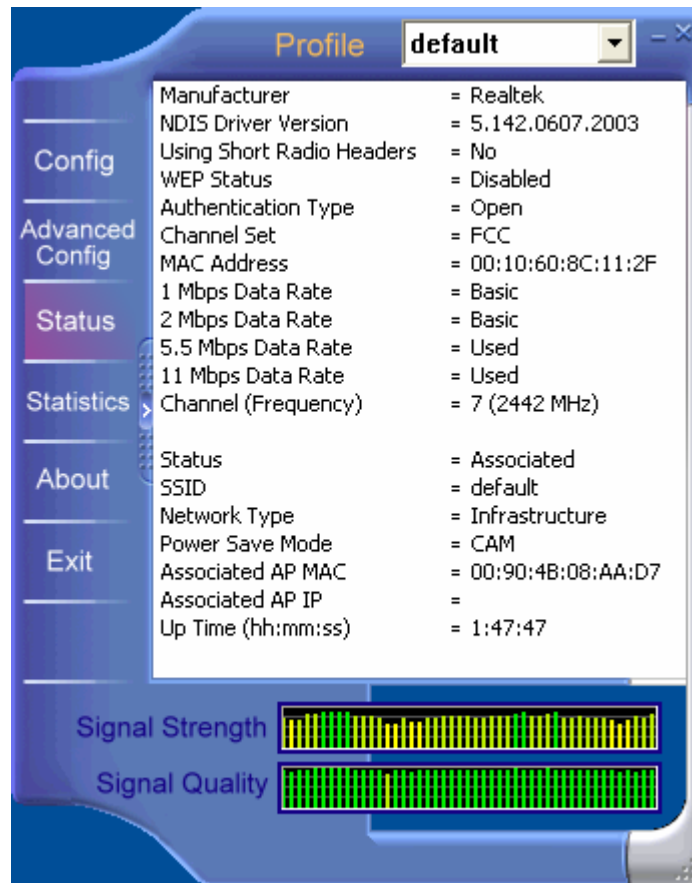 Profile default
Config
Advanced
Config
Status
Statistics
About
Exit
Manufacturer = Realtek
NDIS Driver Version = 5.142.0607.2003
Using Short Radio Headers = No
WEP Status = Disabled
Authentication Type = Open
Channel Set = FCC
MAC Address = 00:10:60:8C:11:2F
1 Mbps Data Rate = Basic
2 Mbps Data Rate = Basic
5.5 Mbps Data Rate = Used
11 Mbps Data Rate = Used
Channel (Frequency) = 7 (2442 MHz)
Status = Associated
SSID = default
Network Type = Infrastructure
Power Save Mode = CAM
Associated AP MAC = 00:90:4B:08:AA:D7
Associated AP IP =
Up Time (hh:mm:ss) = 1:47:47
Signal Strength
Signal Quality